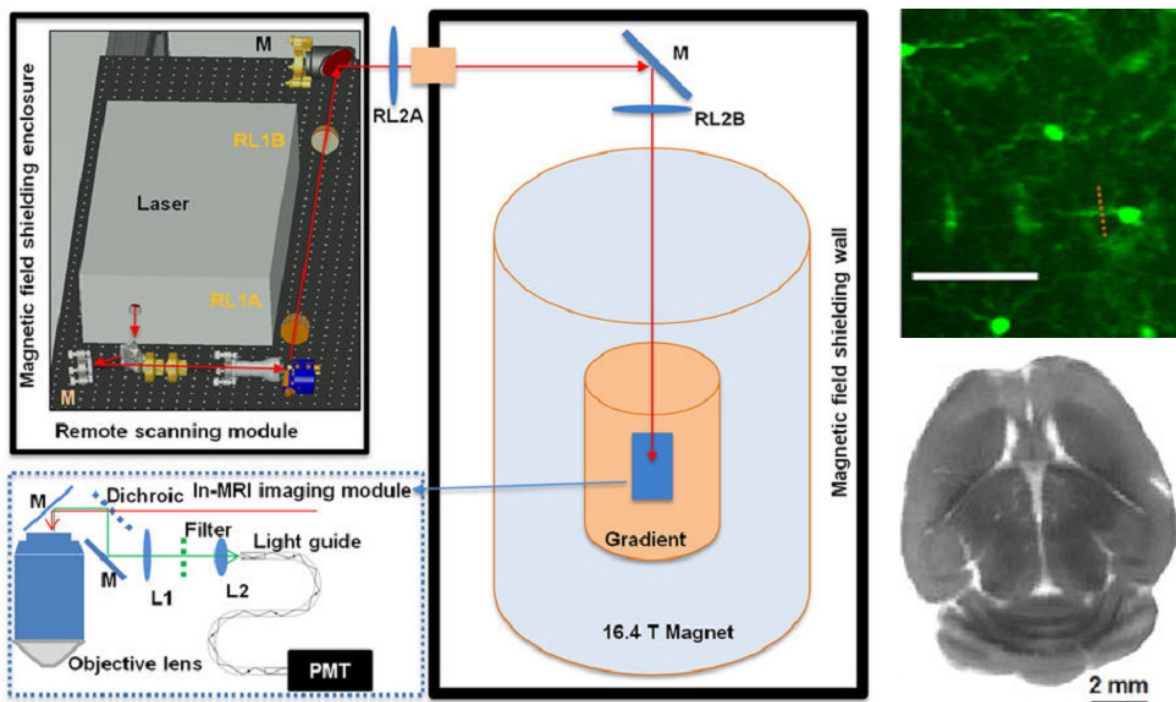 Magnetic field shielding enclosure
M
RL1B
Laser
RL1A
M
Remote scanning module
RL2A
M
RL2B
Magnetic field shielding wall
Gradient
16.4 T Magnet
In-MRI imaging module
Dichroic
M
Filter
Light guide
M
L1
L2
Objective lens
PMT
2 mm